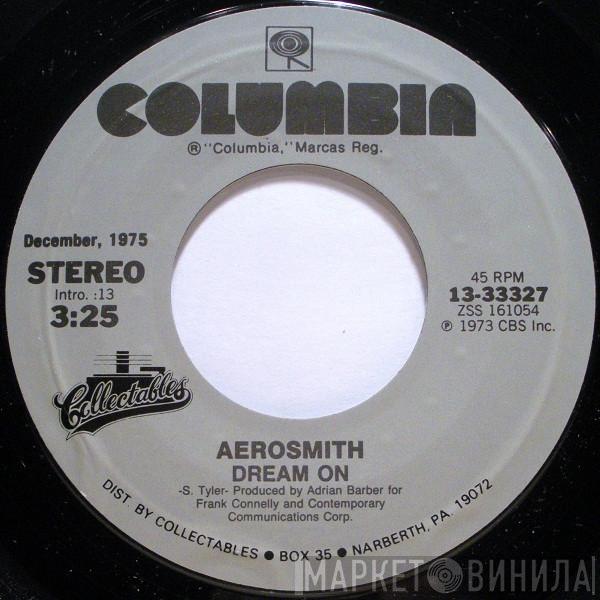 COLUMBIA
® "Columbia," Marcas Reg.
December, 1975
STEREO
Intro. :13
3:25
45 RPM
13-33327
ZSS 161054
℗ 1973 CBS Inc.
Collectables
AEROSMITH
DREAM ON
-S. Tyler- Produced by Adrian Barber for
Frank Connelly and Contemporary
Communications Corp.
DIST. BY COLLECTABLES ● BOX 35 ● NARBERTH, PA. 19072
МАРКЕТ ВИНИЛА